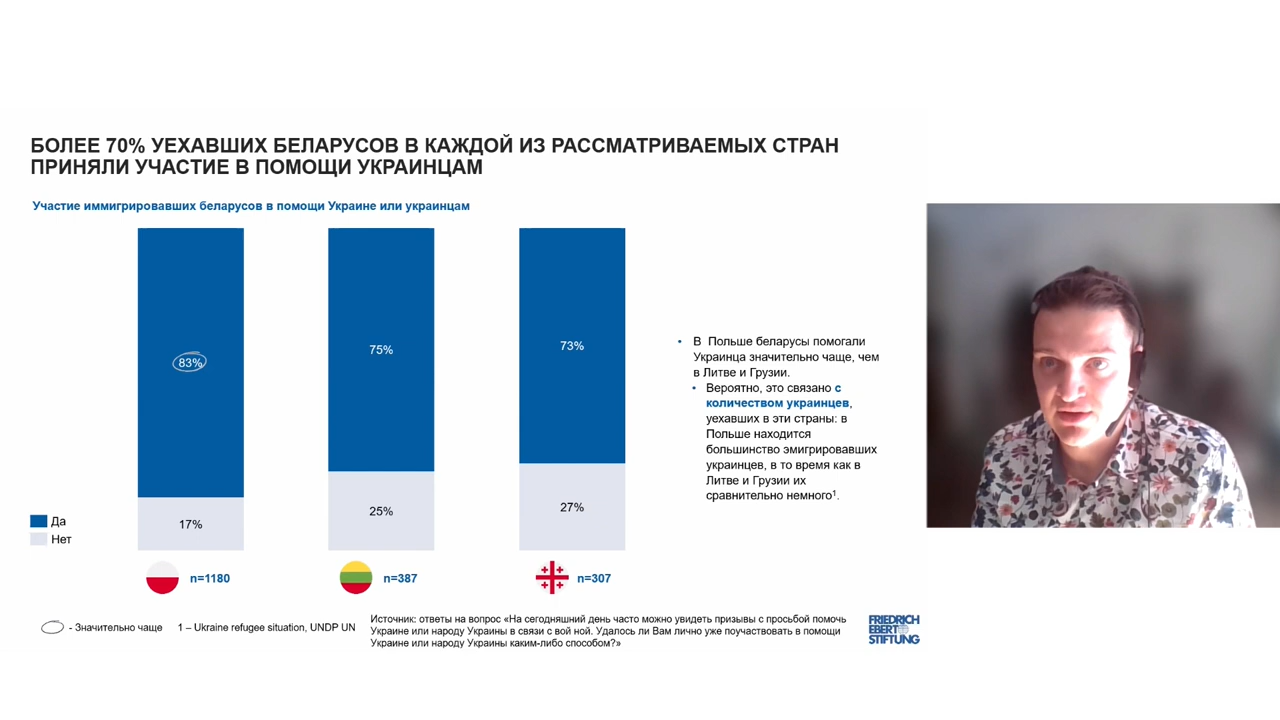 БОЛЕЕ 70% УЕХАВШИХ БЕЛАРУСОВ В КАЖДОЙ ИЗ РАССМАТРИВАЕМЫХ СТРАН
ПРИНЯЛИ УЧАСТИЕ В ПОМОЩИ УКРАИНЦАМ
Участие иммигрировавших беларусов в помощи Украине или украинцам
83%
75%
73%
17%
25%
27%
Да
Нет
n=1180
n=387
n=307
• В Польше беларусы помогали
Украинца значительно чаще, чем
в Литве и Грузии.
• Вероятно, это связано с
количеством украинцев,
уехавших в эти страны: в
Польше находится
большинство эмигрировавших
украинцев, в то время как в
Литве и Грузии их
сравнительно немного¹.
- Значительно чаще
1 – Ukraine refugee situation, UNDP UN
Источник: ответы на вопрос «На сегодняшний день часто можно увидеть призывы с просьбой помочь
Украине или народу Украины в связи с вой ной. Удалось ли Вам лично уже поучаствовать в помощи
Украине или народу Украины каким-либо способом?»
FRIEDRICH
EBERT
STIFTUNG